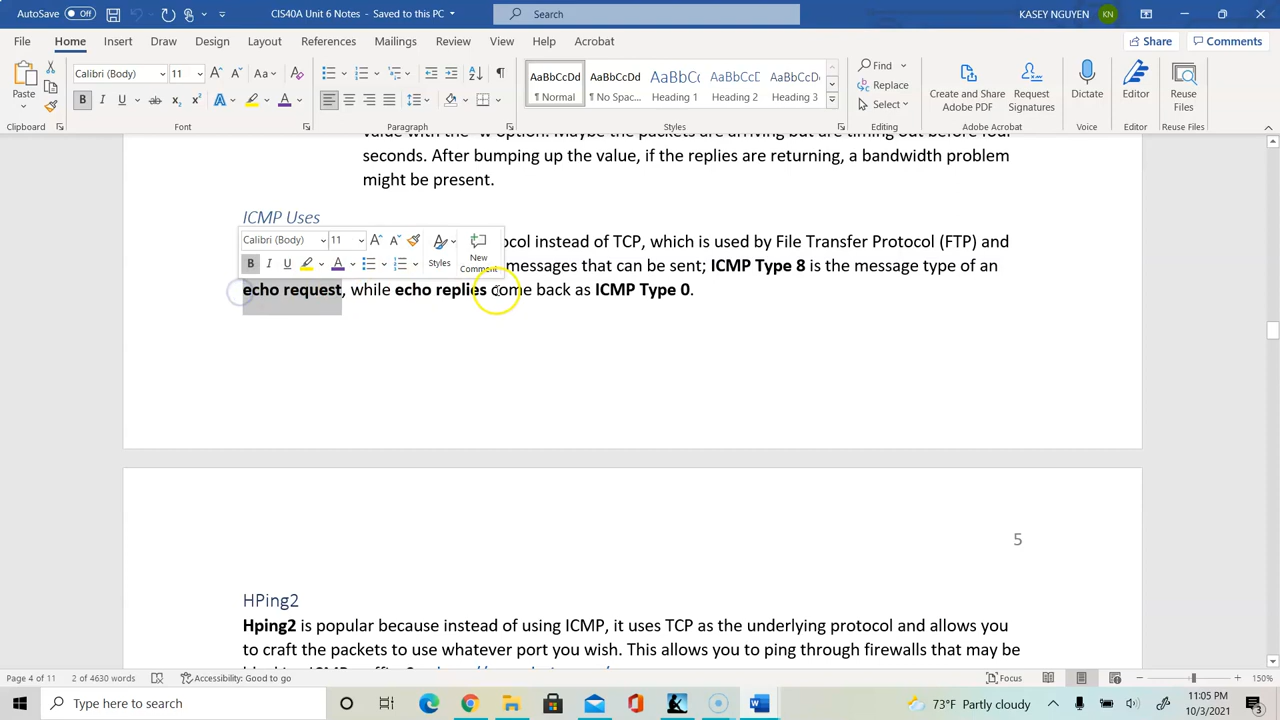 AutoSave Off CIS40A Unit 6 Notes Search KASEY NGUYEN KN
File Home Insert Draw Design Layout References Mailings Review View Help Acrobat Share Comments
Paste Calibri (Body) 11 Aa AaBbCcDd AaBbCcDd AaBbCc AaBbCcD AaBbCcDd Find Replace Select Create and Share Adobe PDF Request Signatures Dictate Editor Reuse Files
¶ Normal ¶ No Spac... Heading 1 Heading 2 Heading 3
Clipboard Font Paragraph Styles Editing Adobe Acrobat Voice Editor Reuse Files
value with the -w option. Maybe the packets are arriving but are timing out before four
seconds. After bumping up the value, if the replies are returning, a bandwidth problem
might be present.
ICMP Uses
Calibri (Body) 11 Styles New Comment
ocol instead of TCP, which is used by File Transfer Protocol (FTP) and
messages that can be sent; ICMP Type 8 is the message type of an
echo request, while echo replies come back as ICMP Type 0.
5
HPing2
Hping2 is popular because instead of using ICMP, it uses TCP as the underlying protocol and allows you
to craft the packets to use whatever port you wish. This allows you to ping through firewalls that may be
Page 4 of 11 2 of 4630 words Accessibility: Good to go Focus 150%
Type here to search 73°F Partly cloudy 11:05 PM
10/3/2021 3